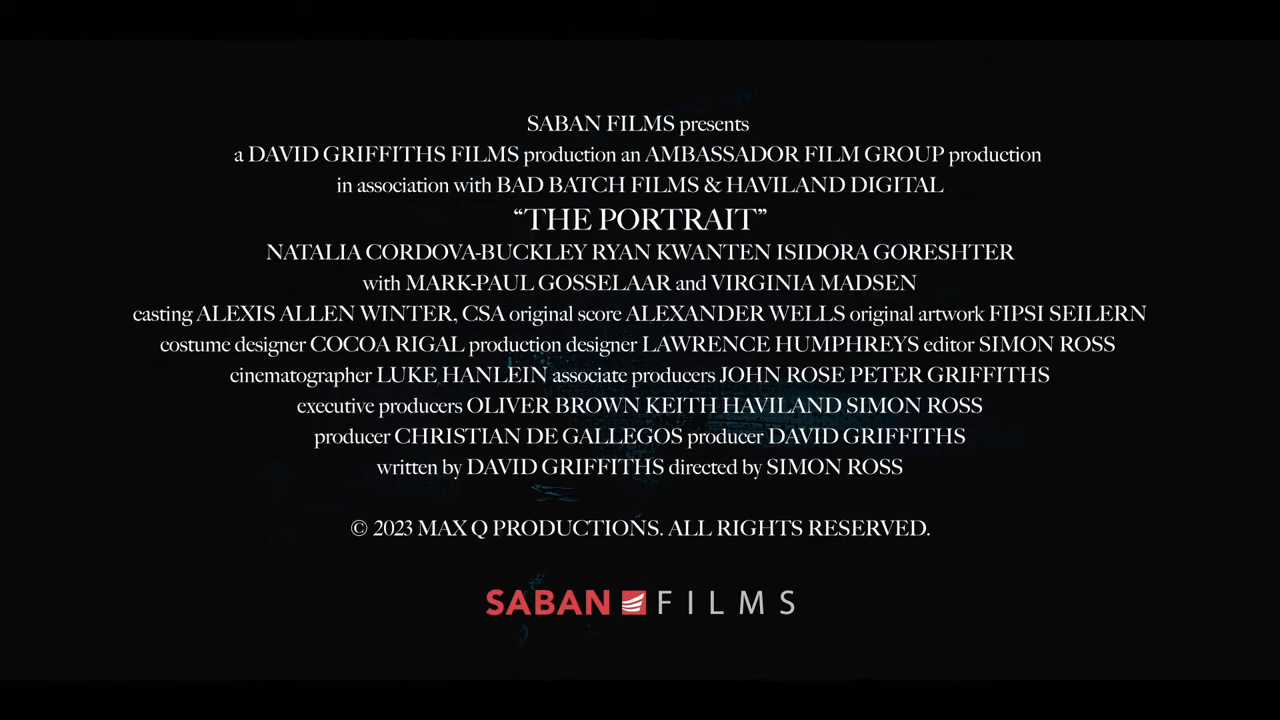 SABAN FILMS presents
a DAVID GRIFFITHS FILMS production an AMBASSADOR FILM GROUP production
in association with BAD BATCH FILMS & HAVILAND DIGITAL
“THE PORTRAIT”
NATALIA CORDOVA-BUCKLEY RYAN KWANTEN ISIDORA GORESHTER
with MARK-PAUL GOSSELAAR and VIRGINIA MADSEN
casting ALEXIS ALLEN WINTER, CSA original score ALEXANDER WELLS original artwork FIPSI SEILERN
costume designer COCOA RIGAL production designer LAWRENCE HUMPHREYS editor SIMON ROSS
cinematographer LUKE HANLEIN associate producers JOHN ROSE PETER GRIFFITHS
executive producers OLIVER BROWN KEITH HAVILAND SIMON ROSS
producer CHRISTIAN DE GALLEGOS producer DAVID GRIFFITHS
written by DAVID GRIFFITHS directed by SIMON ROSS
© 2023 MAX Q PRODUCTIONS. ALL RIGHTS RESERVED.
SABAN FILMS